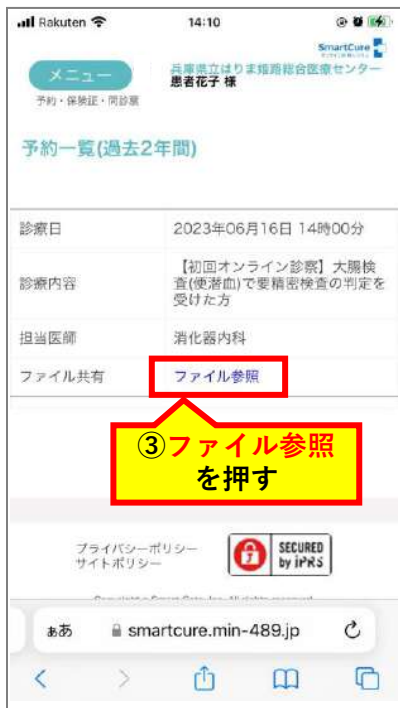 Rakuten 14:10
SmartCure
メニュー
予約・保険証・問診票
兵庫県立はりま姫路総合医療センター
患者花子 様
予約一覧(過去2年間)
診療日 2023年06月16日 14時00分
診療内容 【初回オンライン診察】大腸検
査(便潜血)で要精密検査の判定を
受けた方
担当医師 消化器内科
ファイル共有 ファイル参照
③ファイル参照
を押す
プライバシーポリシー
サイトポリシー
SECURED
by iPRS
ぁあ smartcure.min-489.jp